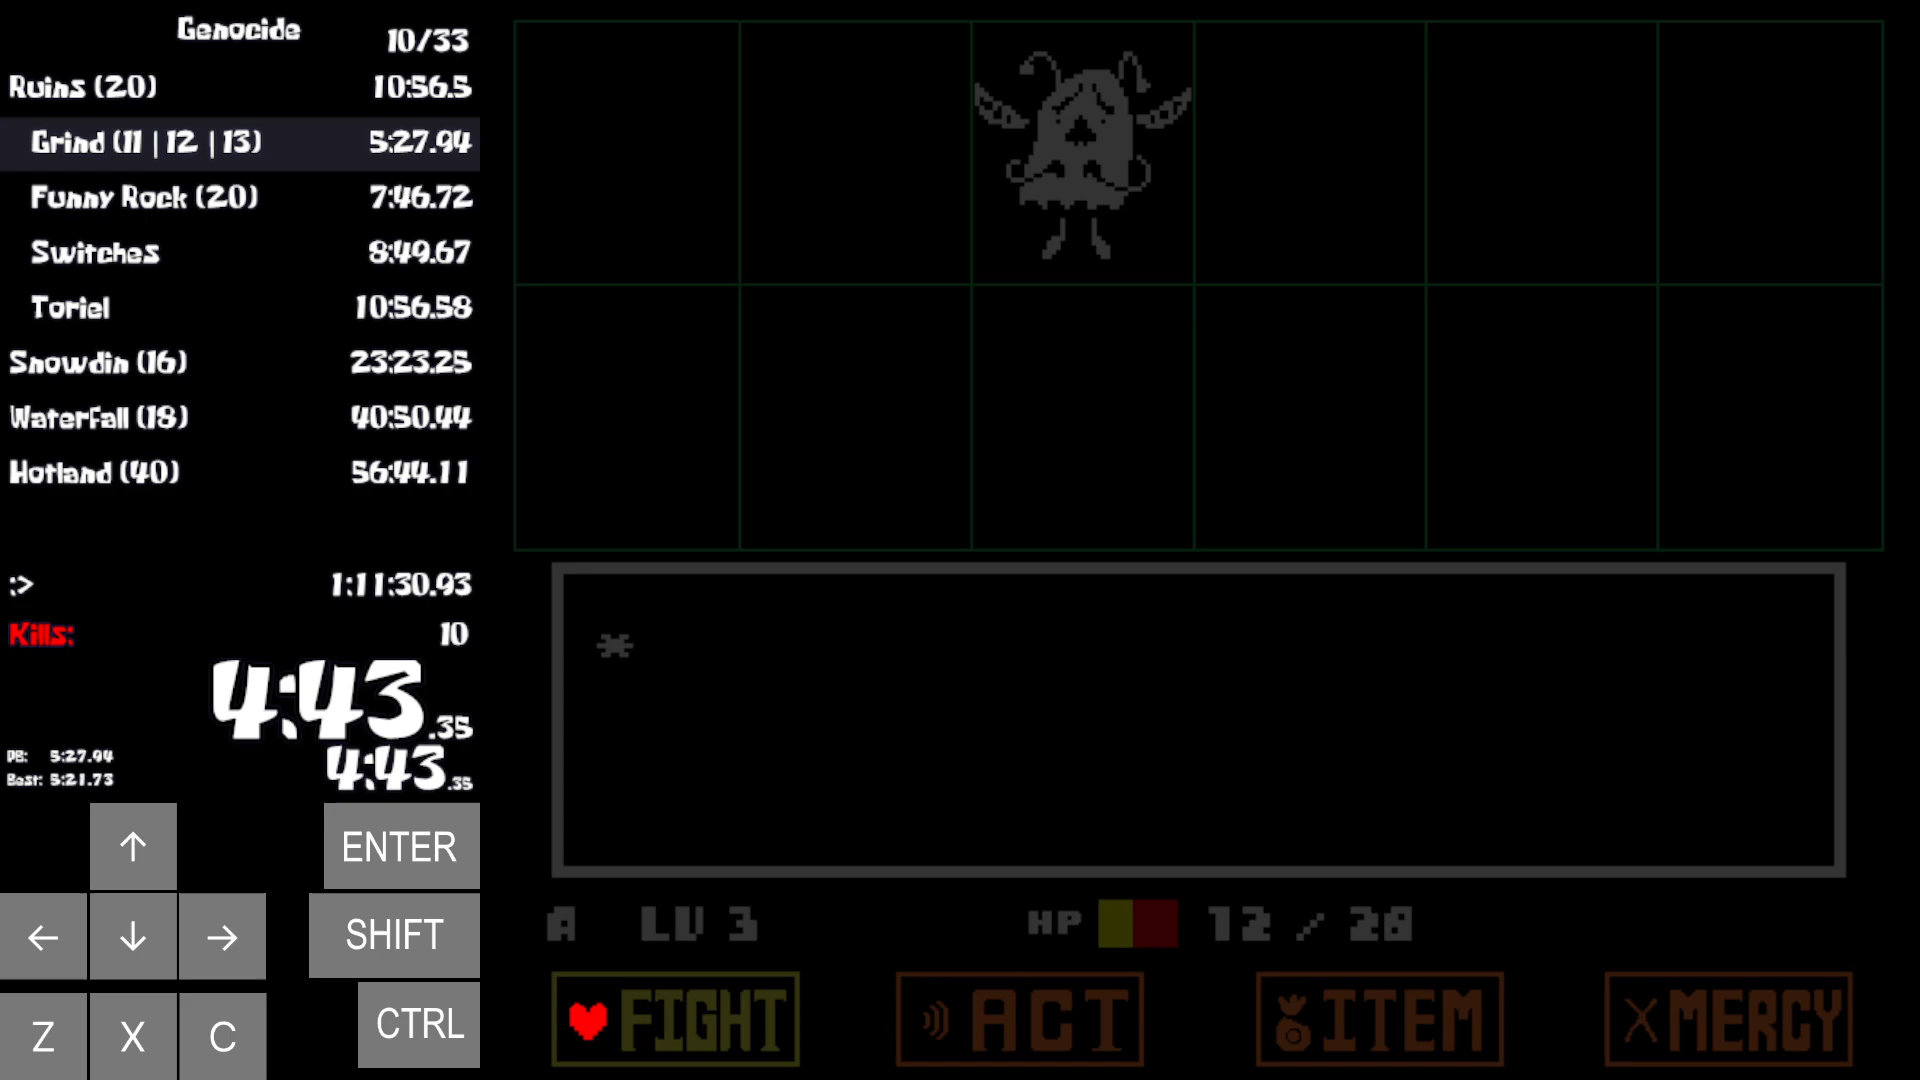 Genocide
10/33
Ruins (20) 10:56.5
Grind (11 | 12 | 13) 5:27.94
Funny Rock (20) 7:46.72
Switches 8:49.67
Toriel 10:56.58
Snowdin (16) 23:23.25
Waterfall (18) 40:50.44
Hotland (40) 56:44.11
:> 1:11:30.93
Kills: 10
4:43.35
PB: 5:27.94
Best: 5:21.73
4:43.35
↑ ENTER
← ↓ → SHIFT
Z X C CTRL
*
A LV 3 HP 12 / 28
FIGHT ACT ITEM MERCY